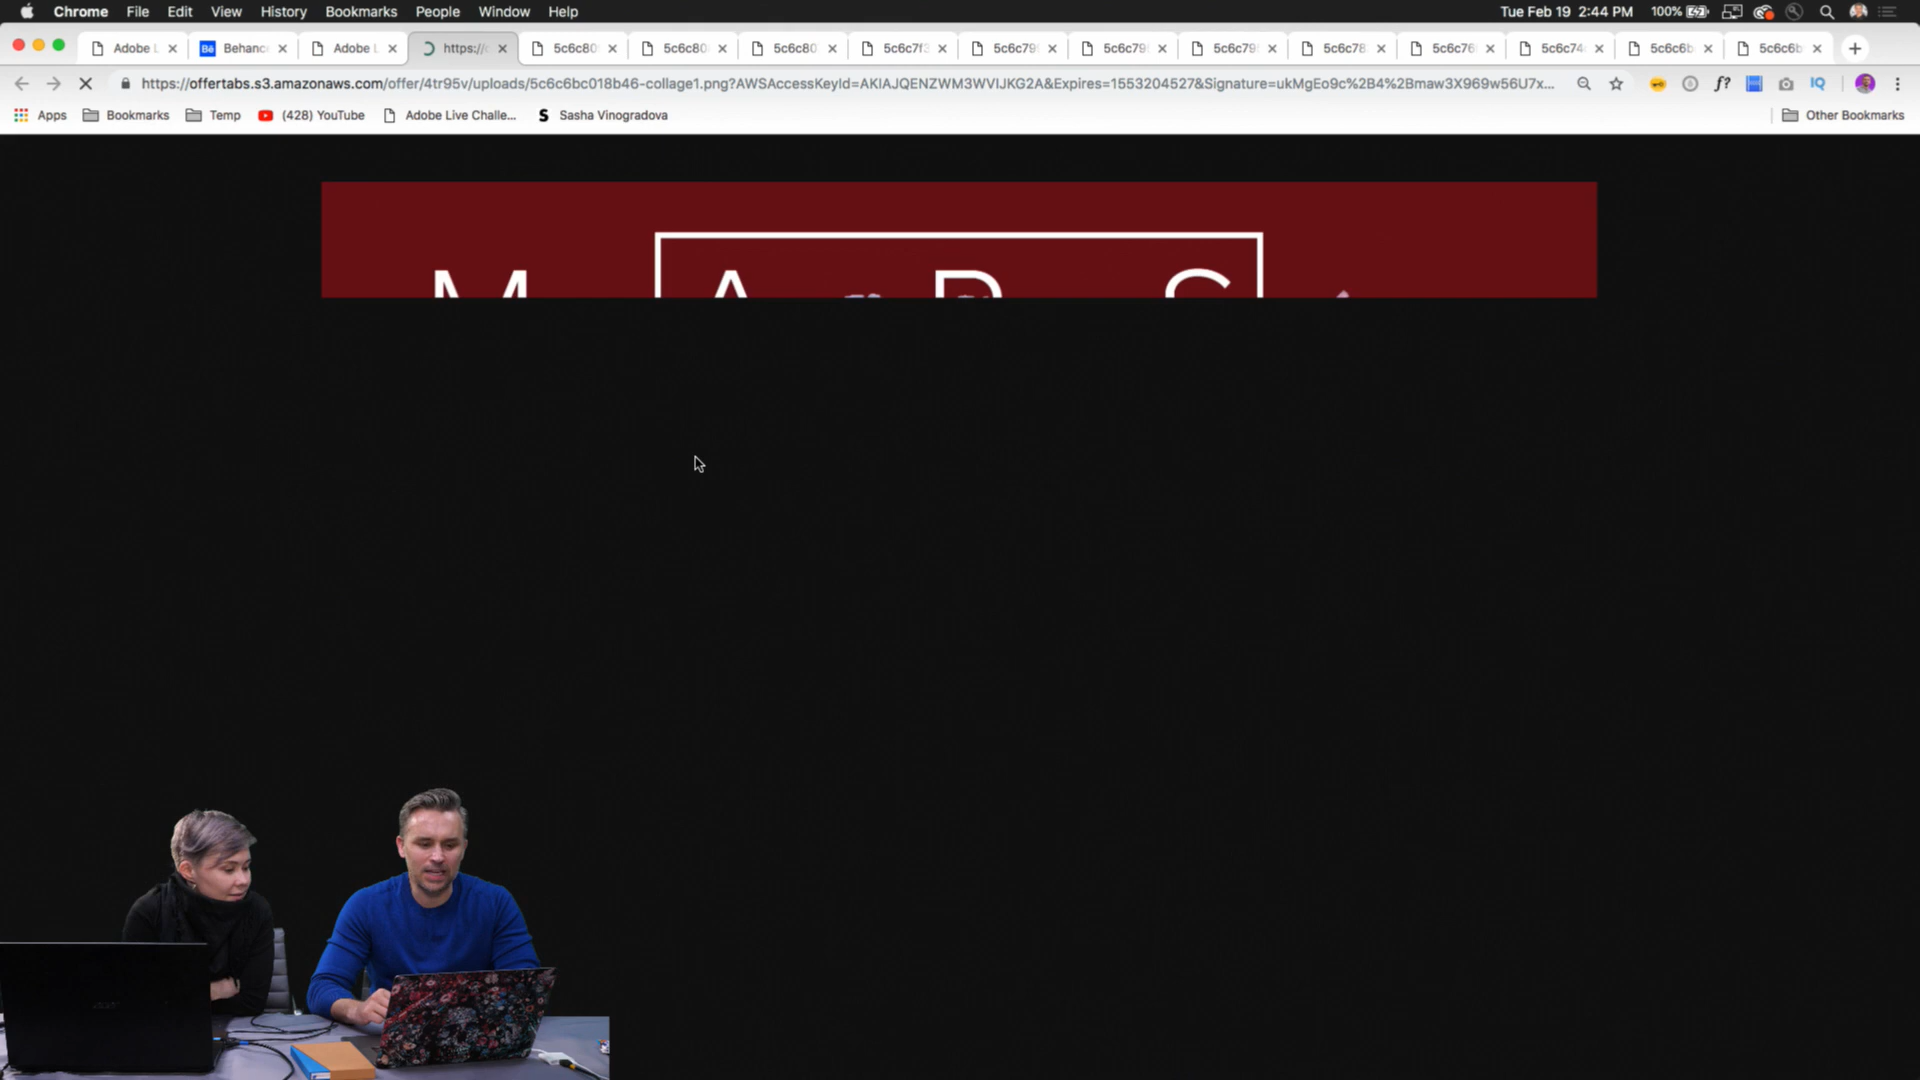 Chrome File Edit View History Bookmarks People Window Help Tue Feb 19 2:44 PM 100%
Adobe L Bē Behanc Adobe L https:// 5c6c80 5c6c80 5c6c80 5c6c7f 5c6c79 5c6c79 5c6c79 5c6c78 5c6c76 5c6c74 5c6c6b 5c6c6b
https://offertabs.s3.amazonaws.com/offer/4tr95v/uploads/5c6c6bc018b46-collage1.png?AWSAccessKeyId=AKIAJQENZWM3WVIJKG2A&Expires=1553204527&Signature=ukMgEo9c%2B4%2Bmaw3X969w56U7x... f? IQ
Apps Bookmarks Temp (428) YouTube Adobe Live Challe... S Sasha Vinogradova Other Bookmarks
M A R S